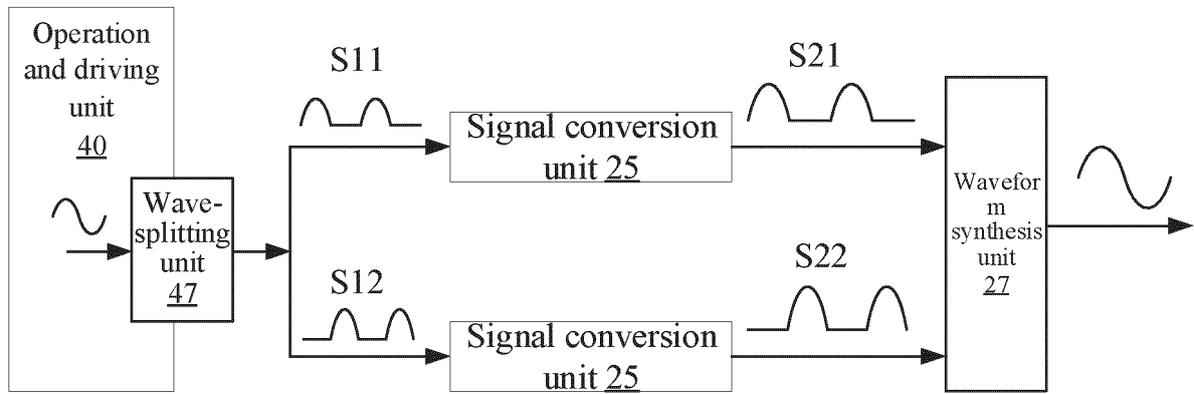 Operation
and driving
unit
40
Wave-
splitting
unit
47
S11
S12
Signal conversion
unit 25
Signal conversion
unit 25
S21
S22
Wavefor
m
synthesis
unit
27